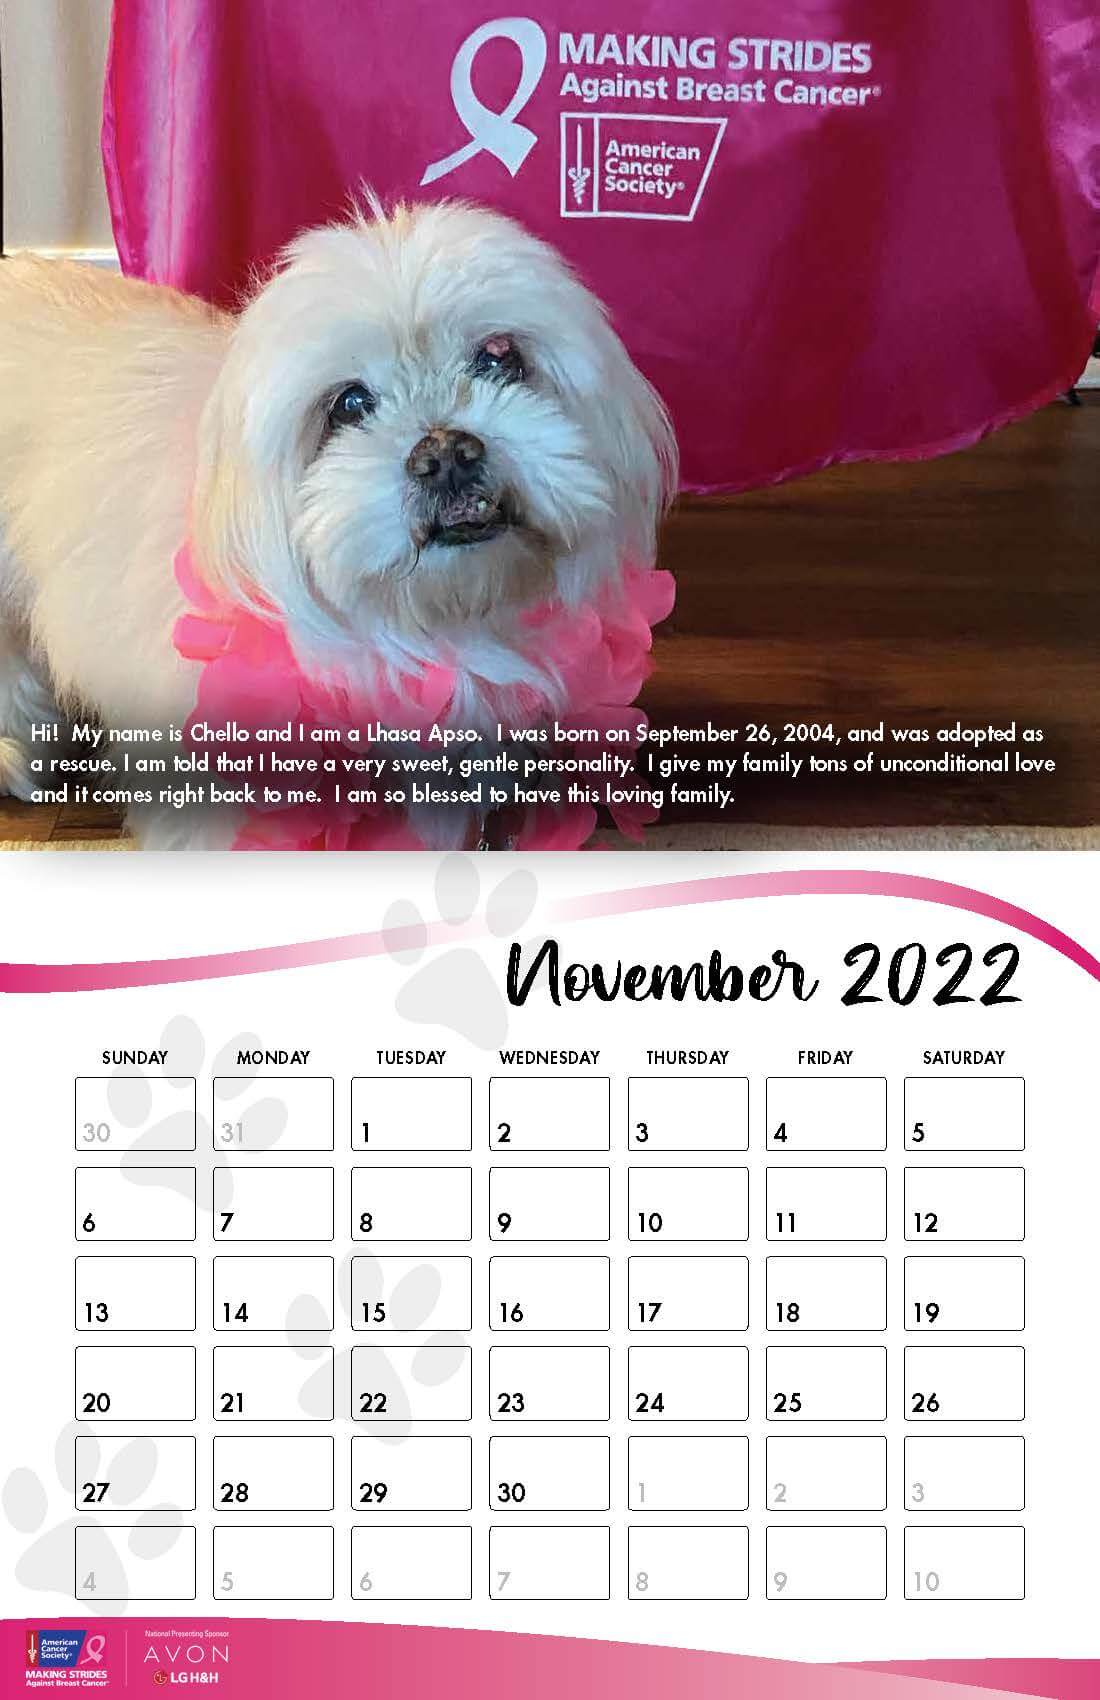 MAKING STRIDES
Against Breast Cancer®
American
Cancer
Society®
Hi! My name is Chello and I am a Lhasa Apso. I was born on September 26, 2004, and was adopted as
a rescue. I am told that I have a very sweet, gentle personality. I give my family tons of unconditional love
and it comes right back to me. I am so blessed to have this loving family.
November 2022
SUNDAY MONDAY TUESDAY WEDNESDAY THURSDAY FRIDAY SATURDAY
30 31 1 2 3 4 5
6 7 8 9 10 11 12
13 14 15 16 17 18 19
20 21 22 23 24 25 26
27 28 29 30 1 2 3
4 5 6 7 8 9 10
American
Cancer
Society®
MAKING STRIDES
Against Breast Cancer®
National Presenting Sponsor
AVON
LG H&H